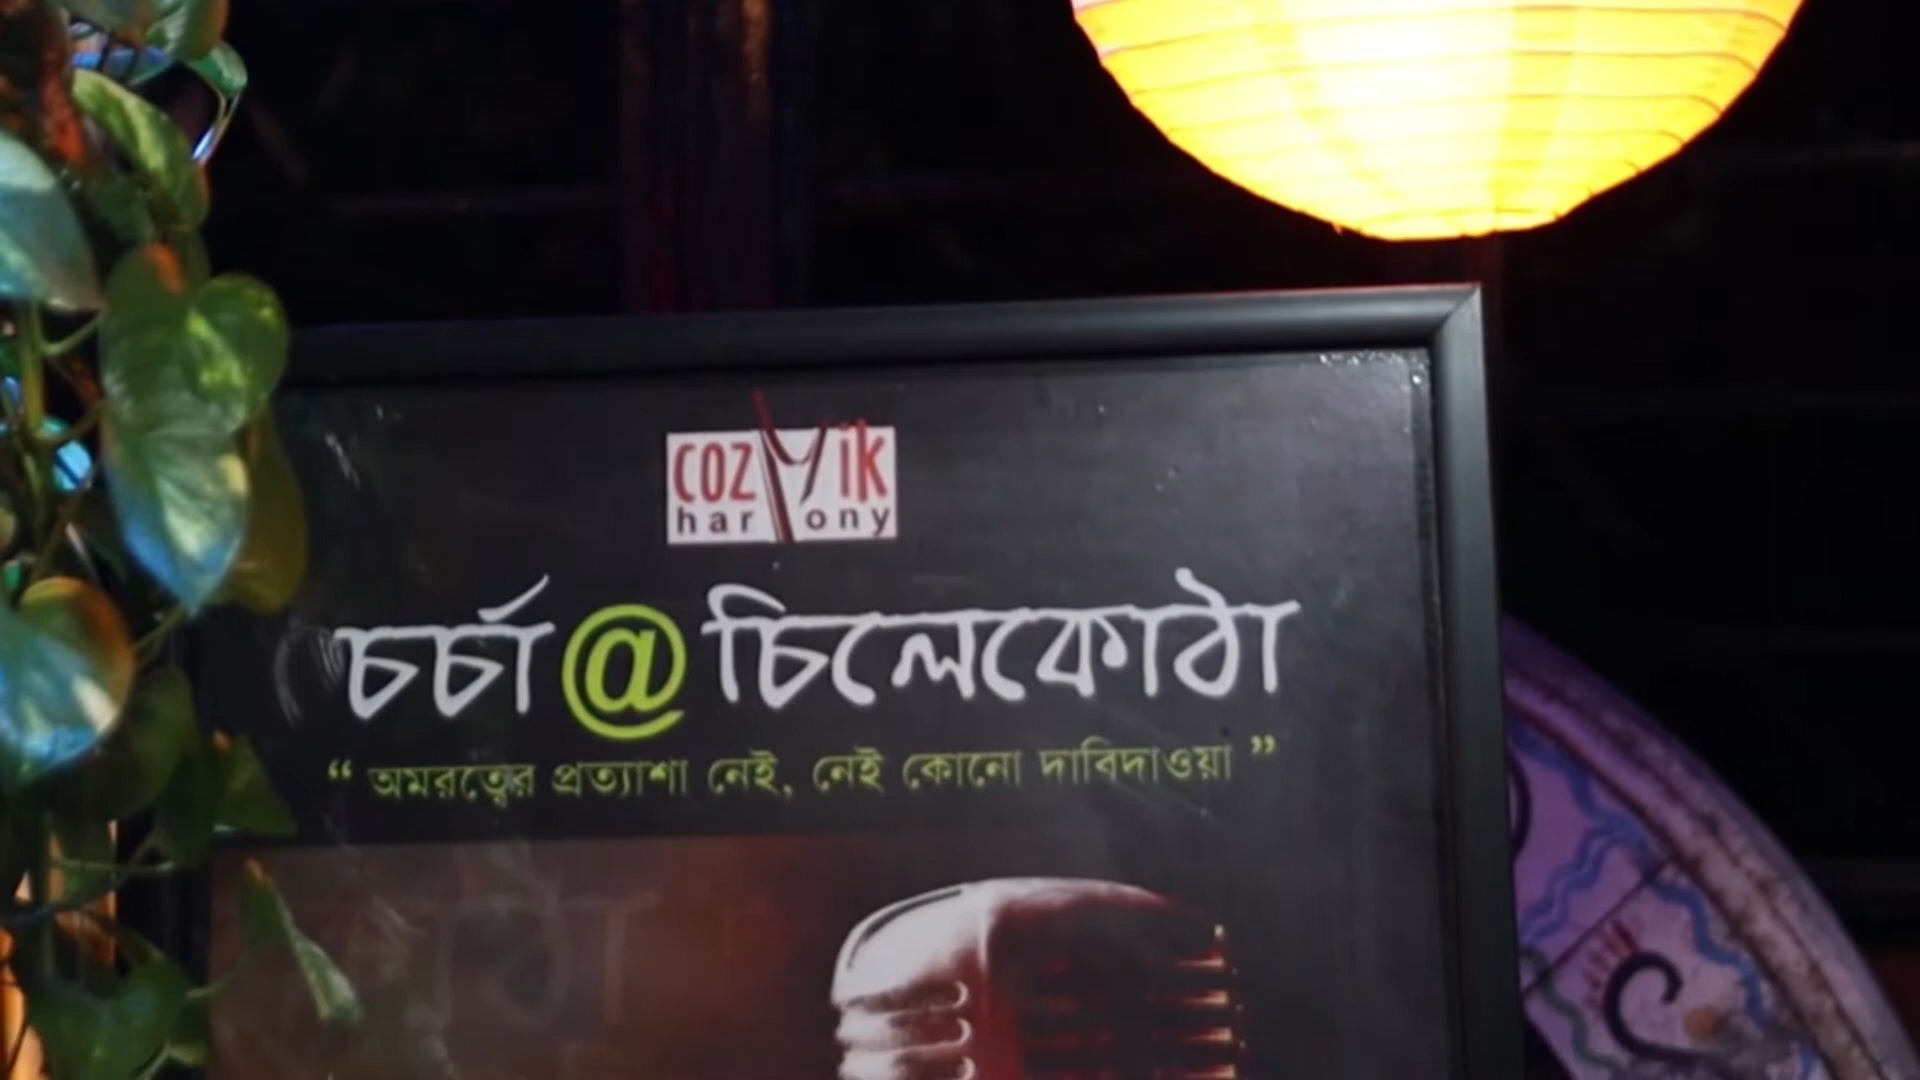 cozMik
harMony
চর্চা@চিলেকোঠা
“ অমরত্বের প্রত্যাশা নেই, নেই কোনো দাবিদাওয়া ”